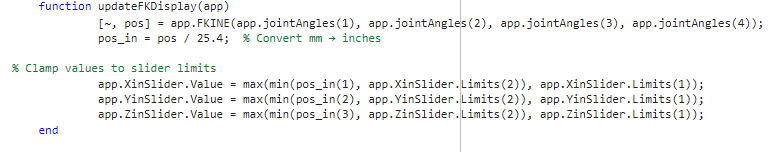 function updateFKDisplay(app)
[~, pos] = app.FKINE(app.jointAngles(1), app.jointAngles(2), app.jointAngles(3), app.jointAngles(4));
pos_in = pos / 25.4;  % Convert mm → inches
% Clamp values to slider limits
app.XinSlider.Value = max(min(pos_in(1), app.XinSlider.Limits(2)), app.XinSlider.Limits(1));
app.YinSlider.Value = max(min(pos_in(2), app.YinSlider.Limits(2)), app.YinSlider.Limits(1));
app.ZinSlider.Value = max(min(pos_in(3), app.ZinSlider.Limits(2)), app.ZinSlider.Limits(1));
end